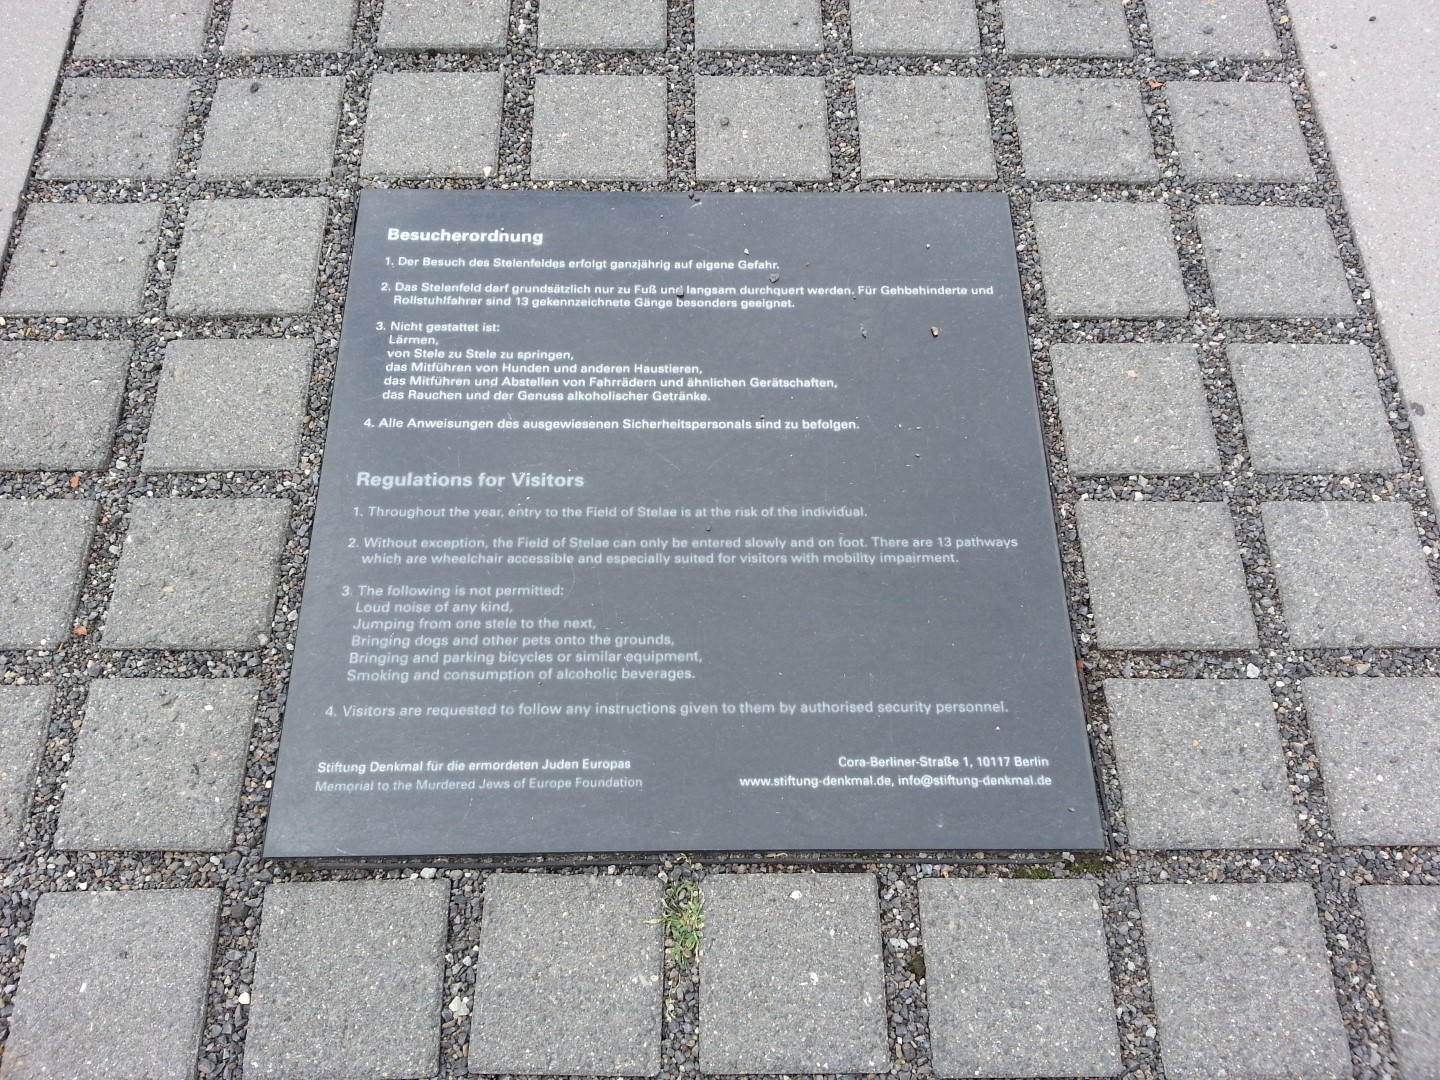 Besucherordnung
1. Der Besuch des Stelenfeldes erfolgt ganzjährig auf eigene Gefahr.
2. Das Stelenfeld darf grundsätzlich nur zu Fuß und langsam durchquert werden. Für Gehbehinderte und
Rollstuhlfahrer sind 13 gekennzeichnete Gänge besonders geeignet.
3. Nicht gestattet ist:
Lärmen,
von Stele zu Stele zu springen,
das Mitführen von Hunden und anderen Haustieren,
das Mitführen und Abstellen von Fahrrädern und ähnlichen Gerätschaften,
das Rauchen und der Genuss alkoholischer Getränke.
4. Alle Anweisungen des ausgewiesenen Sicherheitspersonals sind zu befolgen.
Regulations for Visitors
1. Throughout the year, entry to the Field of Stelae is at the risk of the individual.
2. Without exception, the Field of Stelae can only be entered slowly and on foot. There are 13 pathways
which are wheelchair accessible and especially suited for visitors with mobility impairment.
3. The following is not permitted:
Loud noise of any kind,
Jumping from one stele to the next,
Bringing dogs and other pets onto the grounds,
Bringing and parking bicycles or similar equipment,
Smoking and consumption of alcoholic beverages.
4. Visitors are requested to follow any instructions given to them by authorised security personnel.
Stiftung Denkmal für die ermordeten Juden Europas
Memorial to the Murdered Jews of Europe Foundation
Cora-Berliner-Straße 1, 10117 Berlin
www.stiftung-denkmal.de, info@stiftung-denkmal.de